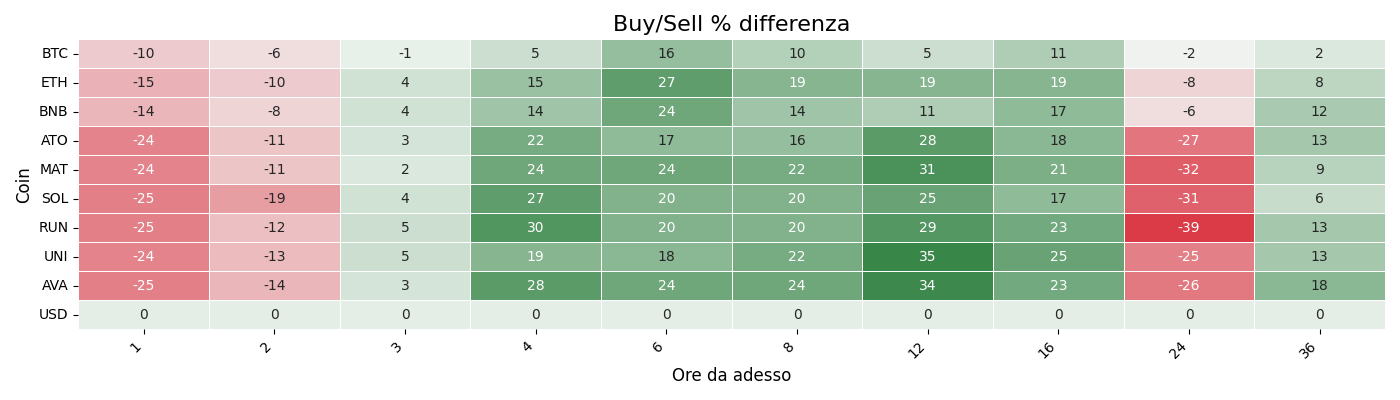 Buy/Sell % differenza
Coin
BTC -10 -6 -1 5 16 10 5 11 -2 2
ETH -15 -10 4 15 27 19 19 19 -8 8
BNB -14 -8 4 14 24 14 11 17 -6 12
ATO -24 -11 3 22 17 16 28 18 -27 13
MAT -24 -11 2 24 24 22 31 21 -32 9
SOL -25 -19 4 27 20 20 25 17 -31 6
RUN -25 -12 5 30 20 20 29 23 -39 13
UNI -24 -13 5 19 18 22 35 25 -25 13
AVA -25 -14 3 28 24 24 34 23 -26 18
USD 0 0 0 0 0 0 0 0 0 0
1 2 3 4 6 8 12 16 24 36
Ore da adesso